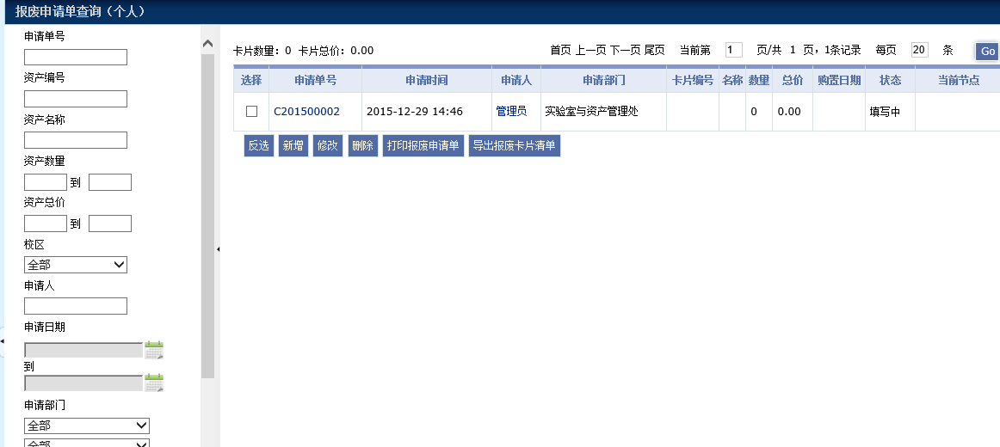 报废申请单查询（个人）
申请单号
资产编号
资产名称
资产数量
到
资产总价
到
校区
全部
申请人
申请日期
到
申请部门
全部
全部
卡片数量：0 卡片总价：0.00
首页 上一页 下一页 尾页 当前第 1 页/共 1 页，1条记录 每页 20 条 Go
选择 申请单号 申请时间 申请人 申请部门 卡片编号 名称 数量 总价 购置日期 状态 当前节点
C201500002 2015-12-29 14:46 管理员 实验室与资产管理处 0 0.00 填写中
反选 新增 修改 删除 打印报废申请单 导出报废卡片清单